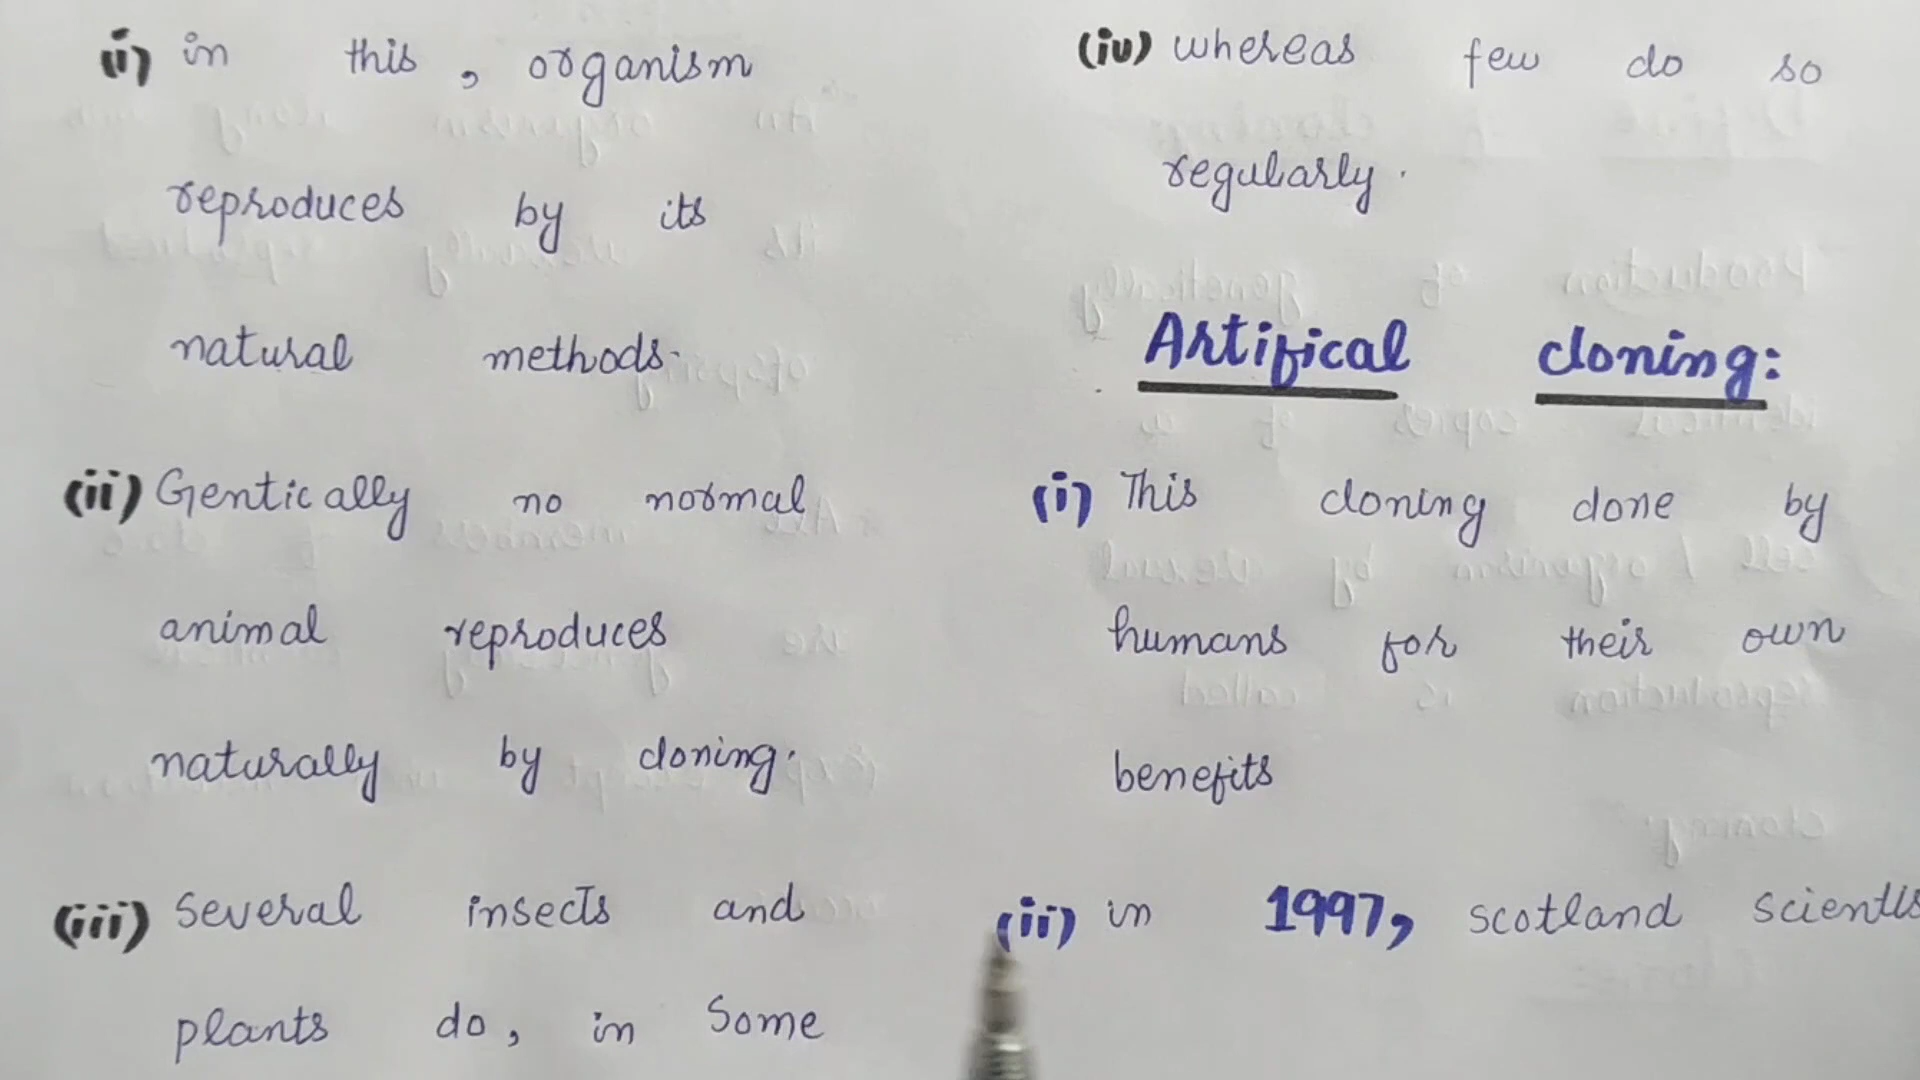 (i) in this, organism
reproduces by its
natural methods.
(ii) Gentically no normal
animal reproduces
naturally by cloning.
(iii) Several insects and
plants do, in Some
(iv) whereas few do so
regularly.
Artifical cloning:
(i) This cloning done by
humans for their own
benefits
(ii) in 1997, scotland